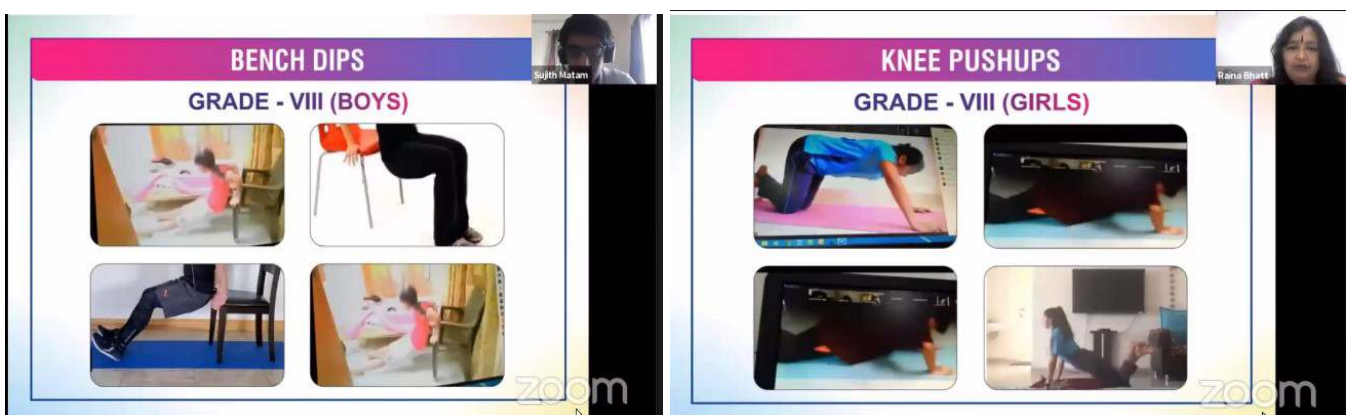 BENCH DIPS
Sujith Matam
GRADE - VIII (BOYS)
zoom
KNEE PUSHUPS
Raina Bhatt
GRADE - VIII (GIRLS)
zoom